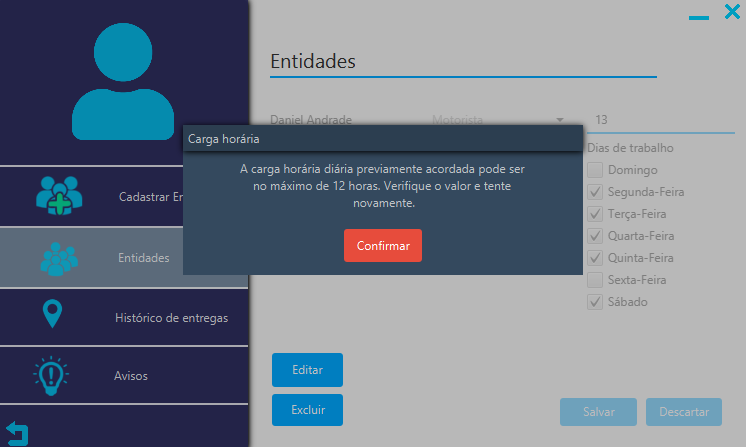 Entidades
Daniel Andrade Motorista 13
Carga horária
A carga horária diária previamente acordada pode ser
no máximo de 12 horas. Verifique o valor e tente
novamente.
Confirmar
Dias de trabalho
Domingo
Segunda-Feira
Terça-Feira
Quarta-Feira
Quinta-Feira
Sexta-Feira
Sábado
Cadastrar En
Entidades
Histórico de entregas
Avisos
Editar
Excluir
Salvar Descartar